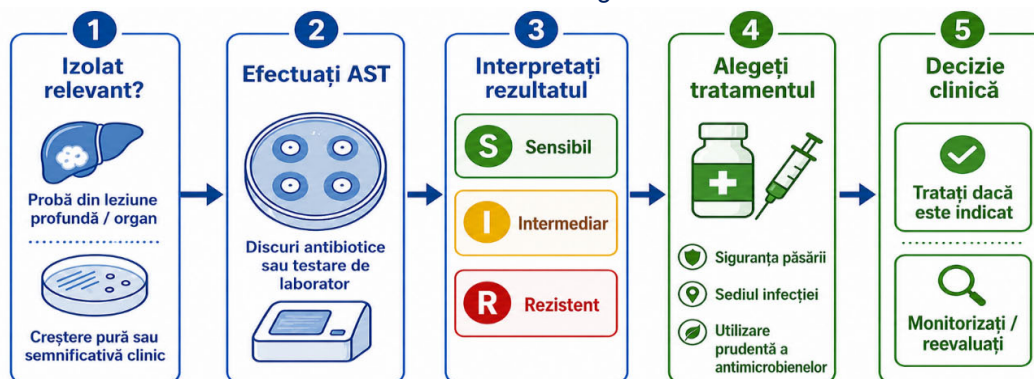 1
Izolat
relevant?
Probă din leziune
profundă / organ
Creștere pură sau
semnificativă clinic
2
Efectuați AST
Discuri antibiotice
sau testare de
laborator
3
Interpretați
rezultatul
S Sensibil
I Intermediar
R Rezistent
4
Alegeți
tratamentul
Siguranța păsării
Sediul infecției
Utilizare
prudentă a
antimicrobienelor
5
Decizie
clinică
Tratați dacă
este indicat
Monitorizați /
reevaluați